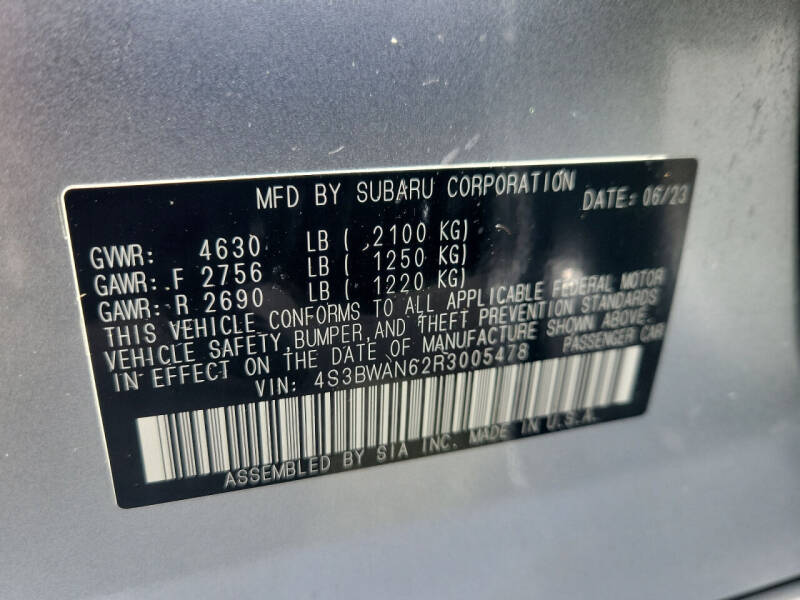 MFD BY SUBARU CORPORATION DATE: 06/23
GVWR: 4630 LB ( 2100 KG)
GAWR: F 2756 LB ( 1250 KG)
GAWR: R 2690 LB ( 1220 KG)
THIS VEHICLE CONFORMS TO ALL APPLICABLE FEDERAL MOTOR
VEHICLE SAFETY, BUMPER, AND THEFT PREVENTION STANDARDS
IN EFFECT ON THE DATE OF MANUFACTURE SHOWN ABOVE.
VIN: 4S3BWAN62R3005478 PASSENGER CAR
ASSEMBLED BY SIA INC. MADE IN U.S.A.